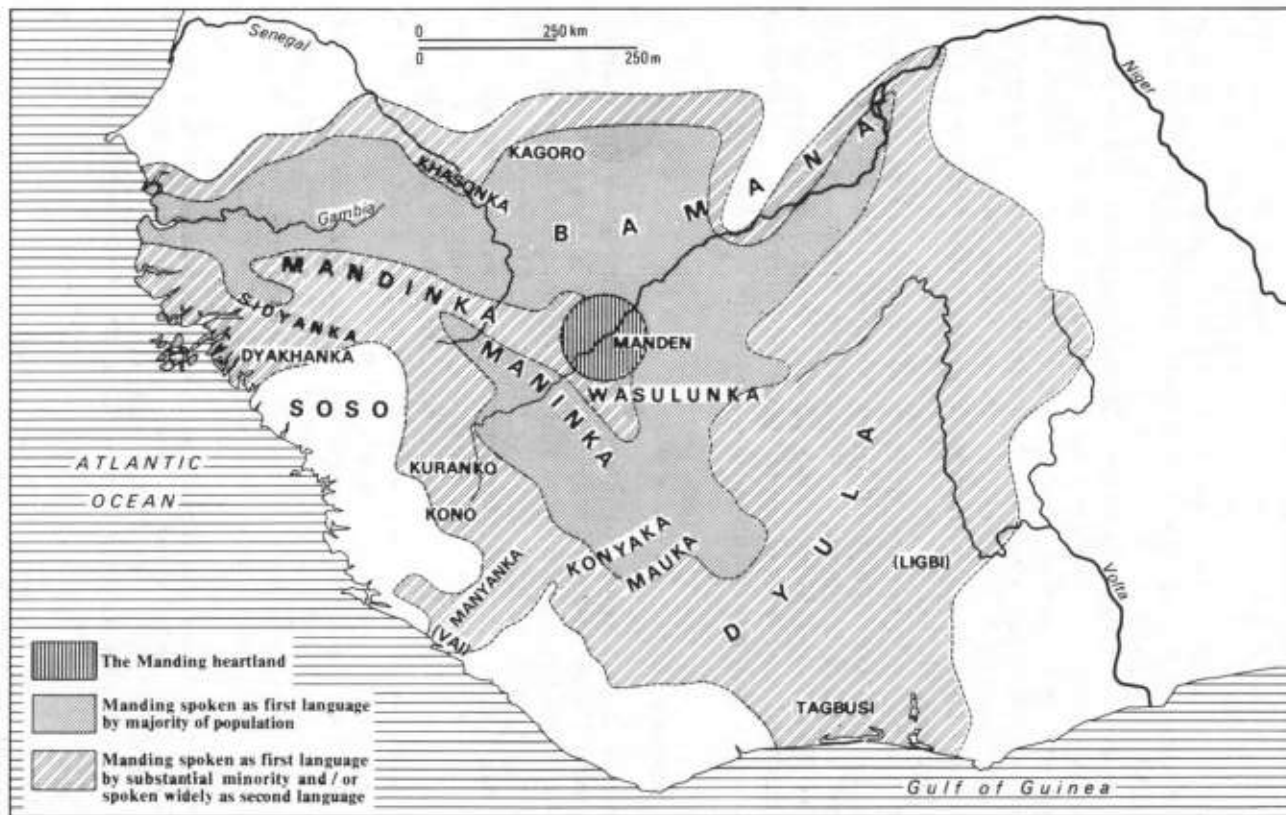 Senegal
0 250 km
0 250 m
Niger
KAGORO
KHASONKA
BAMANA
Gambia
MANDINKA
SIDYANKA
MANDEN
DYAKHANKA
MANINKA
WASULUNKA
SOSO
ATLANTIC
OCEAN
KURANKO
KONO
DYULA
KONYAKA
MAUKA
(LIGBI)
MANYANKA
Volta
(VAI)
The Manding heartland
Manding spoken as first language
by majority of population
TAGBUSI
Manding spoken as first language
by substantial minority and / or
spoken widely as second language
Gulf of Guinea